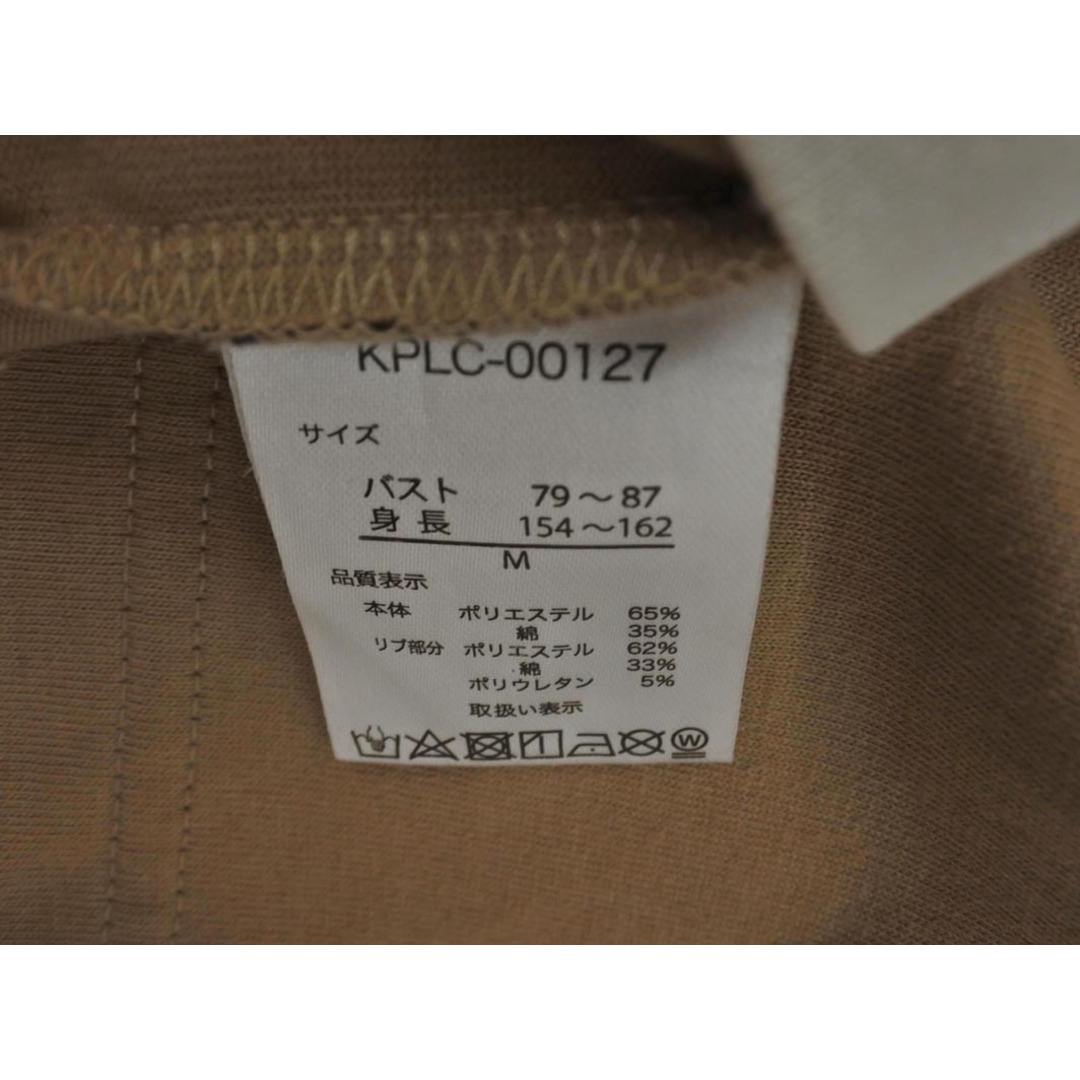 KPLC-00127
サイズ
バスト 79～87
身長 154～162
M
品質表示
本体 ポリエステル 65%
綿 35%
リブ部分 ポリエステル 62%
綿 33%
ポリウレタン 5%
取扱い表示
W